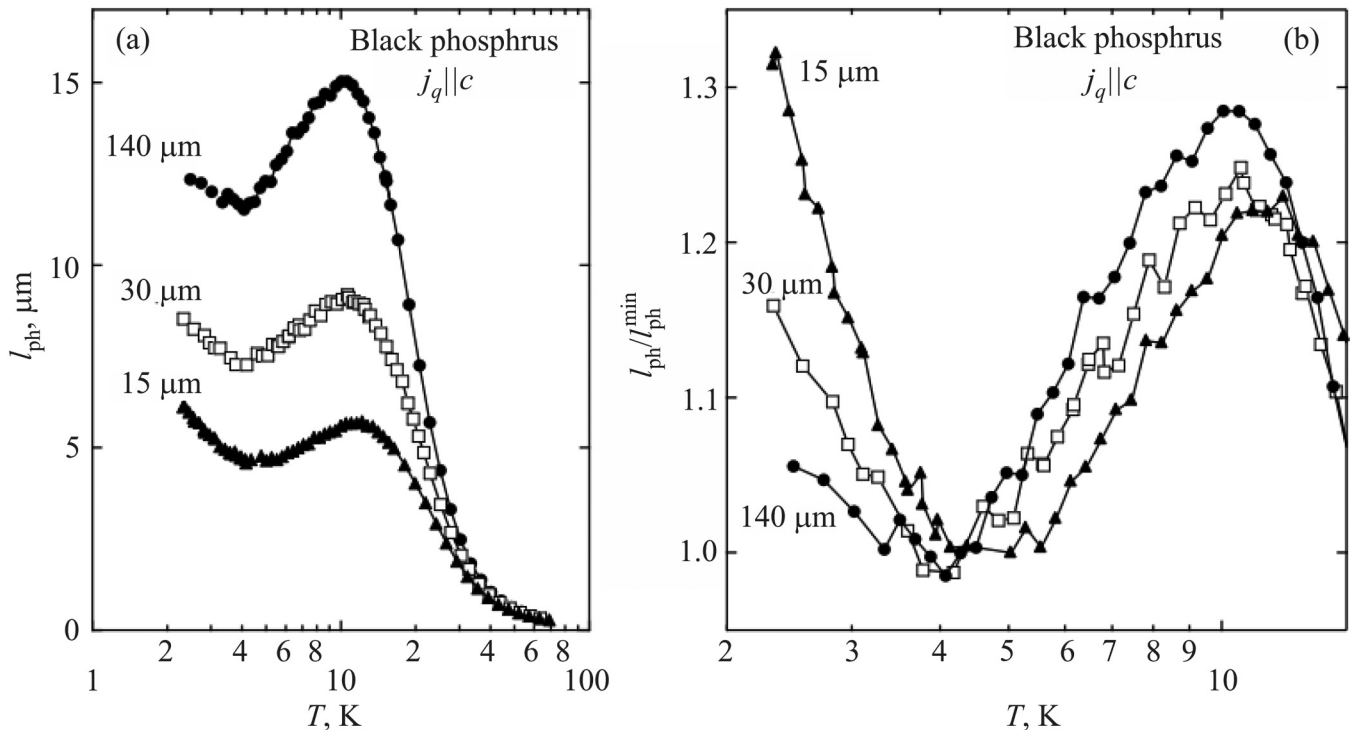 (a)
Black phosphrus
j_q||c
15
10
5
0
l_ph, μm
140 μm
30 μm
15 μm
2 4 6 8 2 4 6 8
1 10 100
T, K
(b)
Black phosphrus
j_q||c
1.3
1.2
1.1
1.0
l_ph/l_ph^min
15 μm
30 μm
140 μm
2 3 4 5 6 7 8 9
10
T, K